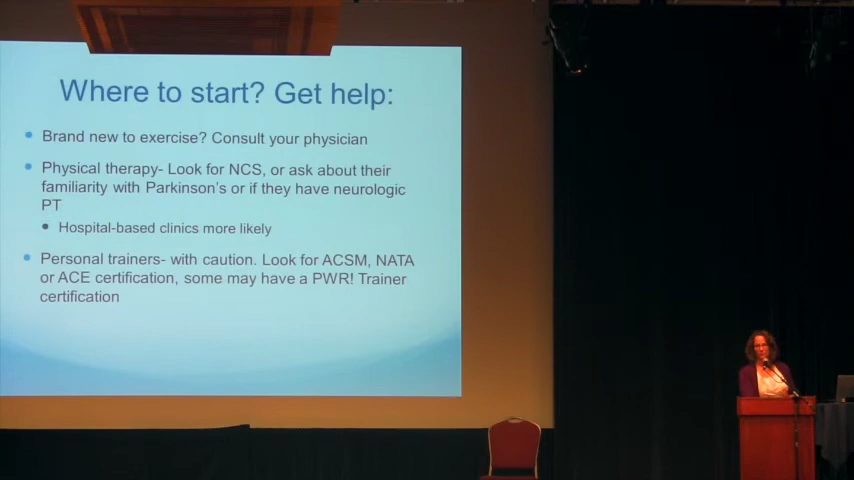 Where to start? Get help:
Brand new to exercise? Consult your physician
Physical therapy- Look for NCS, or ask about their
familiarity with Parkinson's or if they have neurologic
PT
Hospital-based clinics more likely
Personal trainers- with caution. Look for ACSM, NATA
or ACE certification, some may have a PWR! Trainer
certification